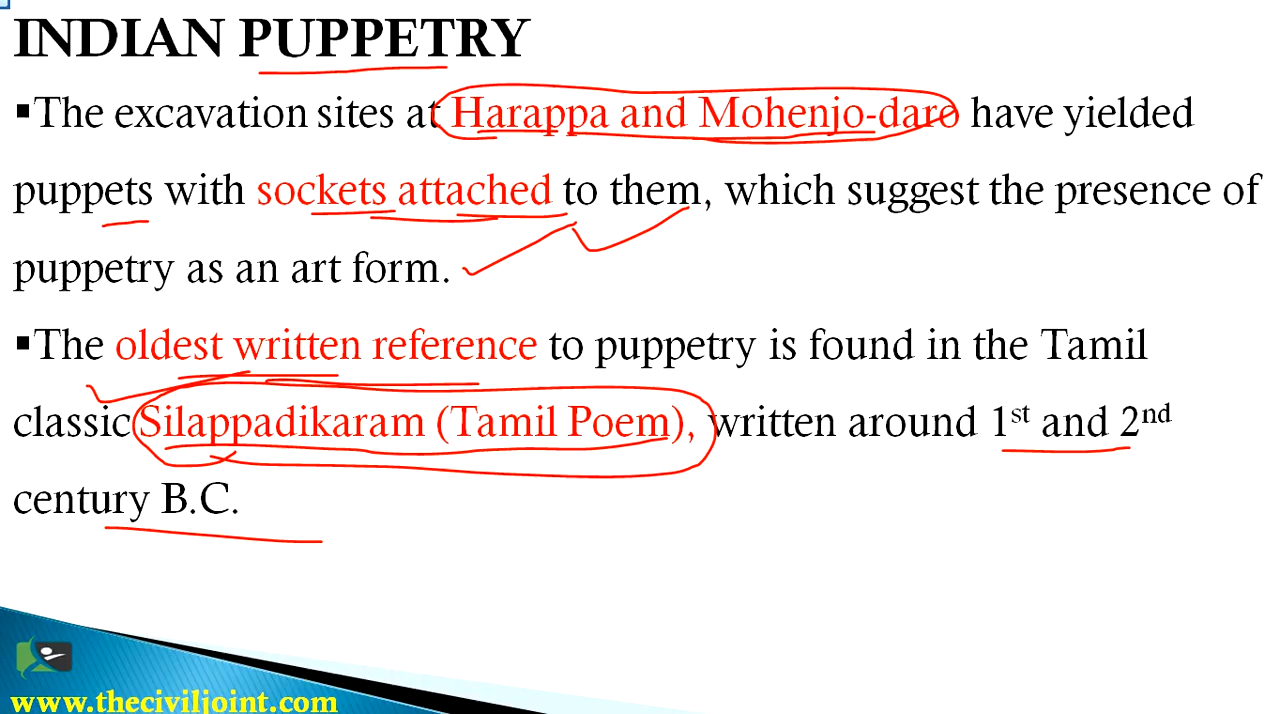 INDIAN PUPPETRY
▪The excavation sites at Harappa and Mohenjo-daro have yielded
puppets with sockets attached to them, which suggest the presence of
puppetry as an art form.
▪The oldest written reference to puppetry is found in the Tamil
classic Silappadikaram (Tamil Poem), written around 1st and 2nd
century B.C.
www.theciviljoint.com